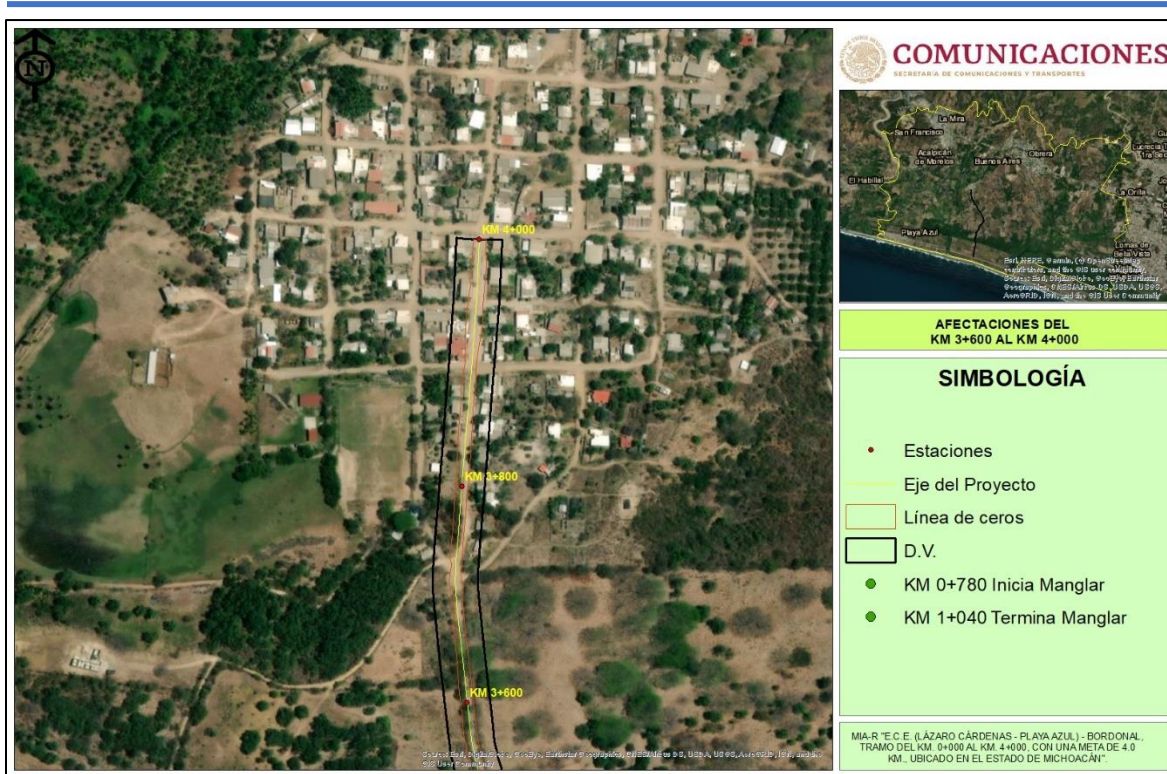 N
KM 4+000
KM 3+800
KM 3+600
COMUNICACIONES
SECRETARÍA DE COMUNICACIONES Y TRANSPORTES
La Mira
San Francisco
Acalpican
de Morelos
Buenos Aires
Obrera
El Habillal
La Orilla
Playa Azul
Lomas de
Bella Vista
AFECTACIONES DEL
KM 3+600 AL KM 4+000
SIMBOLOGÍA
Estaciones
Eje del Proyecto
Línea de ceros
D.V.
KM 0+780 Inicia Manglar
KM 1+040 Termina Manglar
MIA-R "E.C.E. (LÁZARO CÁRDENAS - PLAYA AZUL) - BORDONAL,
TRAMO DEL KM. 0+000 AL KM. 4+000, CON UNA META DE 4.0
KM., UBICADO EN EL ESTADO DE MICHOACÁN".